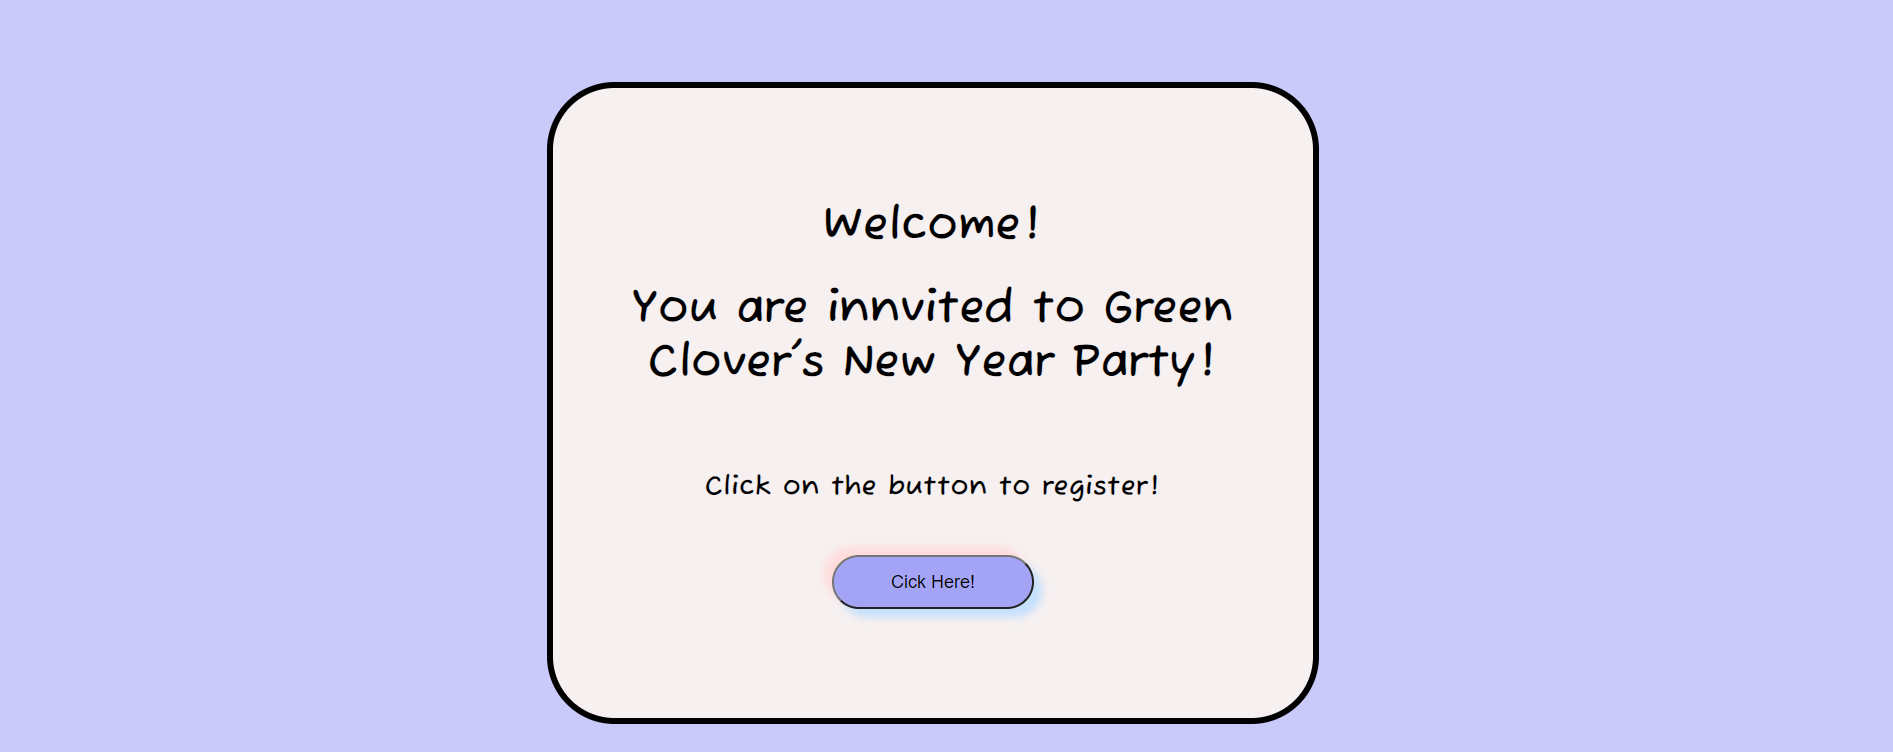 Welcome!
You are innvited to Green
Clover's New Year Party!
Click on the button to register!
Cick Here!